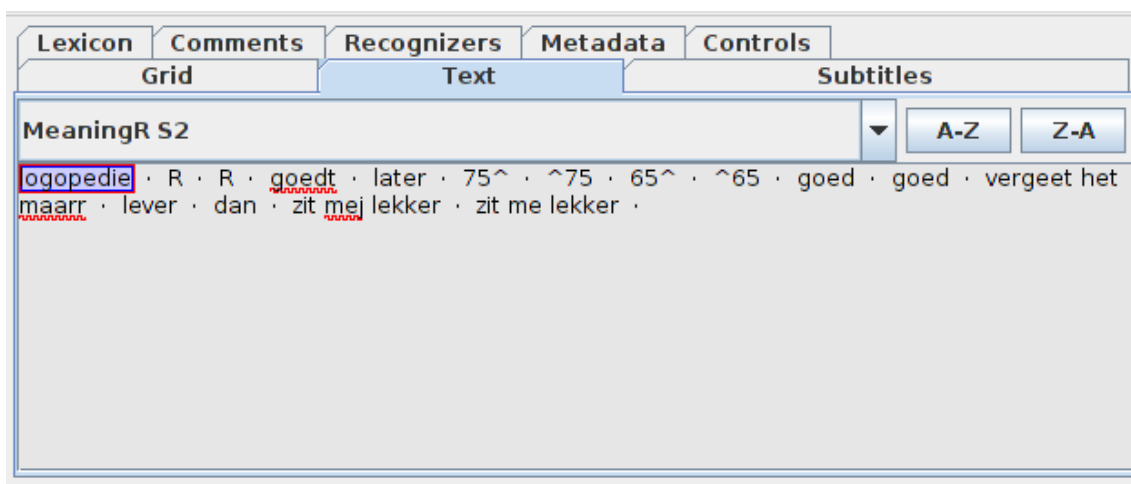 Lexicon Comments Recognizers Metadata Controls
Grid Text Subtitles
MeaningR S2 A-Z Z-A
logopedie · R · R · goedt · later · 75^ · ^75 · 65^ · ^65 · goed · goed · vergeet het
maarr · lever · dan · zit mej lekker · zit me lekker ·